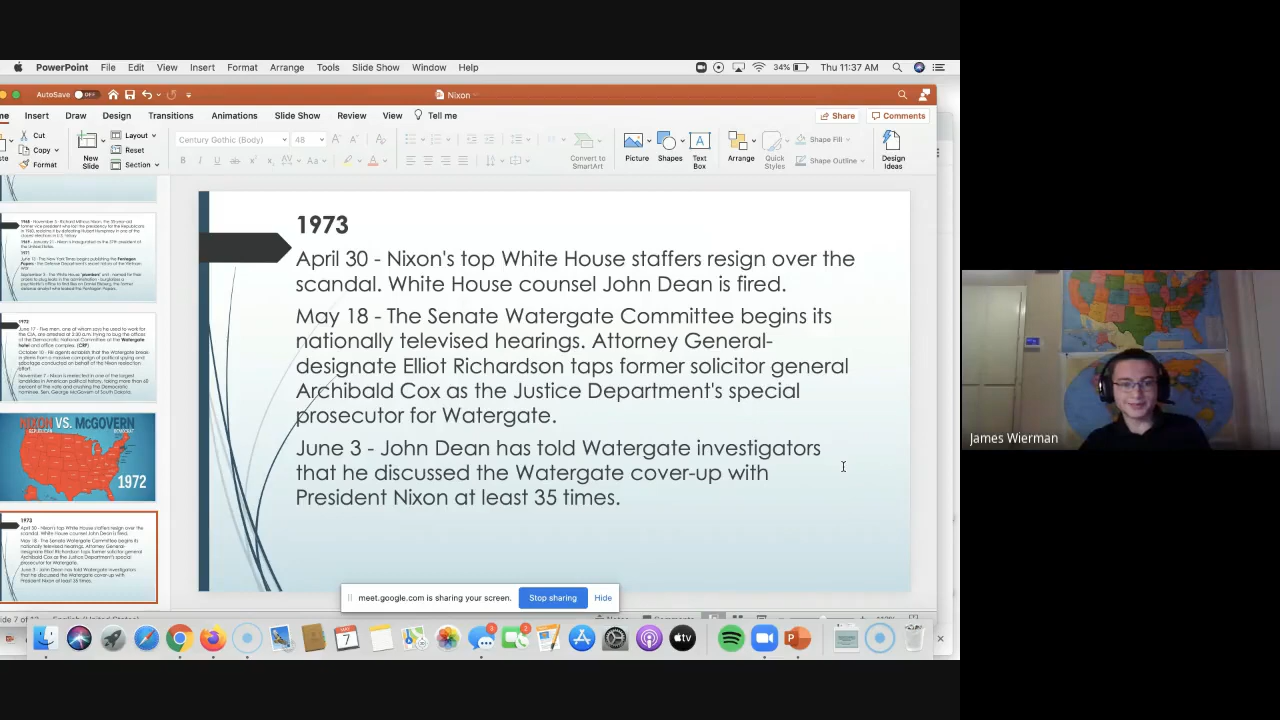 PowerPoint File Edit View Insert Format Arrange Tools Slide Show Window Help
34% Thu 11:37 AM
AutoSave OFF
Nixon
Insert Draw Design Transitions Animations Slide Show Review View Tell me
Share Comments
Cut
Copy
Format
New
Slide
Layout
Reset
Section
Century Gothic (Body) 48
Convert to
SmartArt
Picture
Shapes
Text
Box
Arrange
Quick
Styles
Shape Fill
Shape Outline
Design
Ideas
NIXON VS. McGOVERN
REPUBLICAN DEMOCRAT
1972
1973
April 30 - Nixon's top White House staffers resign over the
scandal. White House counsel John Dean is fired.
May 18 - The Senate Watergate Committee begins its
nationally televised hearings. Attorney General-
designate Elliot Richardson taps former solicitor general
Archibald Cox as the Justice Department's special
prosecutor for Watergate.
June 3 - John Dean has told Watergate investigators
that he discussed the Watergate cover-up with
President Nixon at least 35 times.
meet.google.com is sharing your screen. Stop sharing Hide
James Wierman